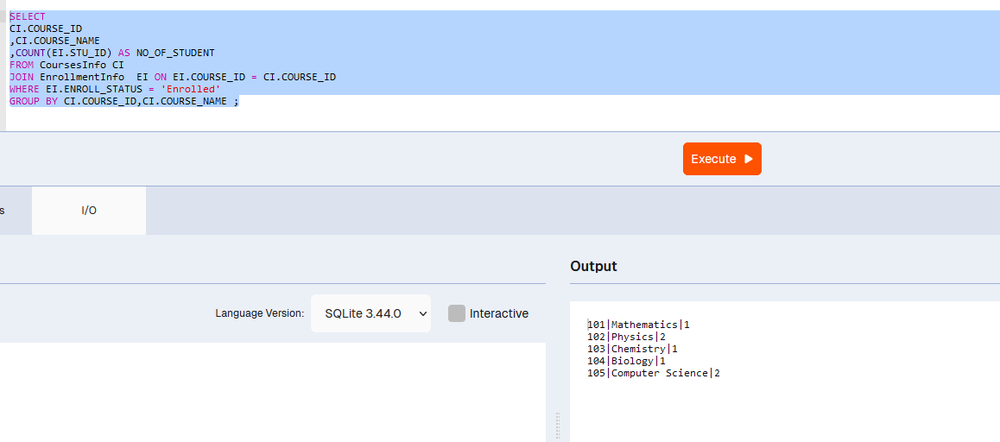 SELECT
CI.COURSE_ID
,CI.COURSE_NAME
,COUNT(EI.STU_ID) AS NO_OF_STUDENT
FROM CoursesInfo CI
JOIN EnrollmentInfo  EI ON EI.COURSE_ID = CI.COURSE_ID
WHERE EI.ENROLL_STATUS = 'Enrolled'
GROUP BY CI.COURSE_ID,CI.COURSE_NAME ;
Execute
s
I/O
Output
Language Version:
SQLite 3.44.0
Interactive
101|Mathematics|1
102|Physics|2
103|Chemistry|1
104|Biology|1
105|Computer Science|2